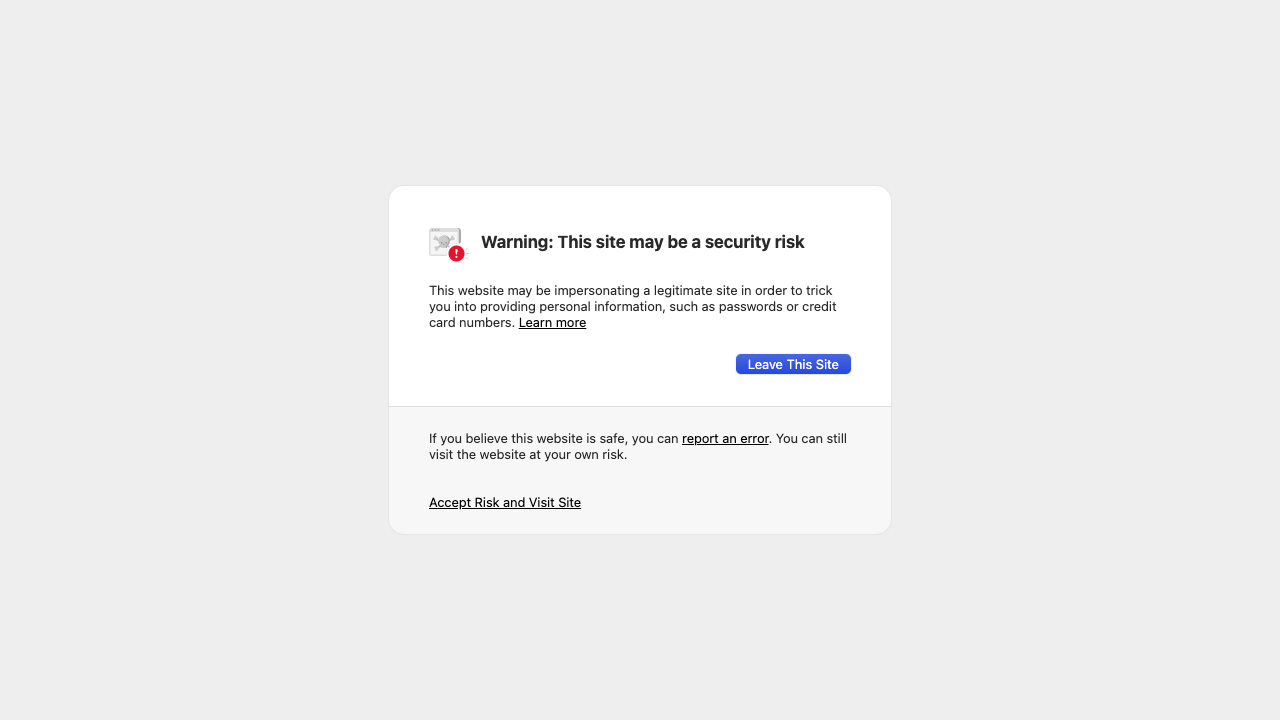 Warning: This site may be a security risk
This website may be impersonating a legitimate site in order to trick
you into providing personal information, such as passwords or credit
card numbers. Learn more
Leave This Site
If you believe this website is safe, you can report an error. You can still
visit the website at your own risk.
Accept Risk and Visit Site